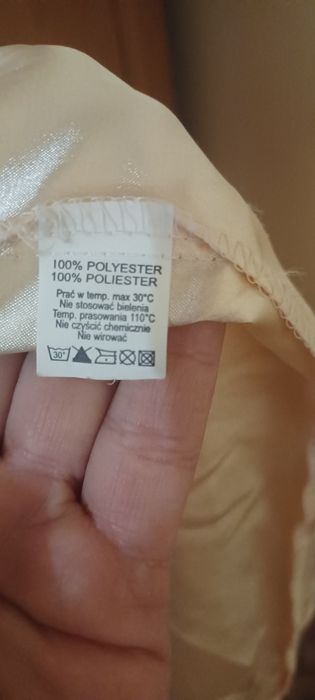 100% POLYESTER
100% POLIESTER
Prać w temp. max 30°C
Nie stosować bielenia
Temp. prasowania 110°C
Nie czyścić chemicznie
Nie wirować
30°